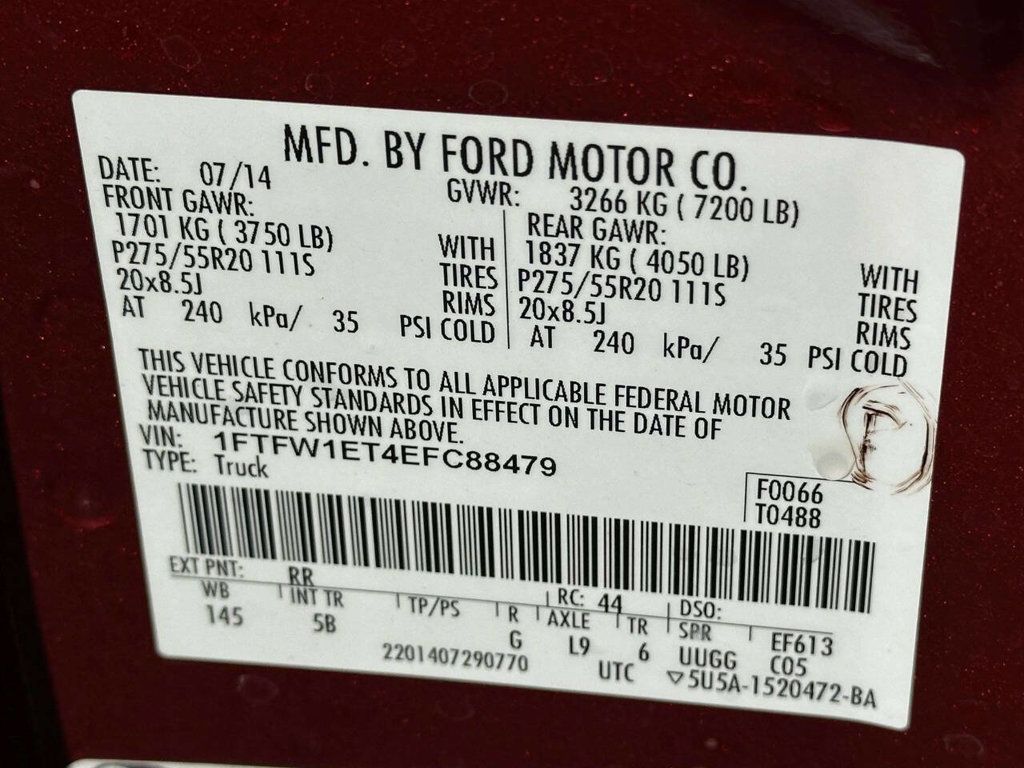 MFD. BY FORD MOTOR CO.
DATE: 07/14 GVWR: 3266 KG ( 7200 LB)
FRONT GAWR: REAR GAWR:
1701 KG ( 3750 LB) WITH 1837 KG ( 4050 LB) WITH
P275/55R20 111S TIRES P275/55R20 111S TIRES
20x8.5J RIMS 20x8.5J RIMS
AT 240 kPa/ 35 PSI COLD AT 240 kPa/ 35 PSI COLD
THIS VEHICLE CONFORMS TO ALL APPLICABLE FEDERAL MOTOR
VEHICLE SAFETY STANDARDS IN EFFECT ON THE DATE OF
MANUFACTURE SHOWN ABOVE.
VIN: 1FTFW1ET4EFC88479
TYPE: Truck
F0066
T0488
EXT PNT: RR RC: 44 DSO:
WB INT TR TP/PS R AXLE TR SPR EF613
145 5B G L9 6 UUGG C05
2201407290770 UTC ▽5U5A-1520472-BA